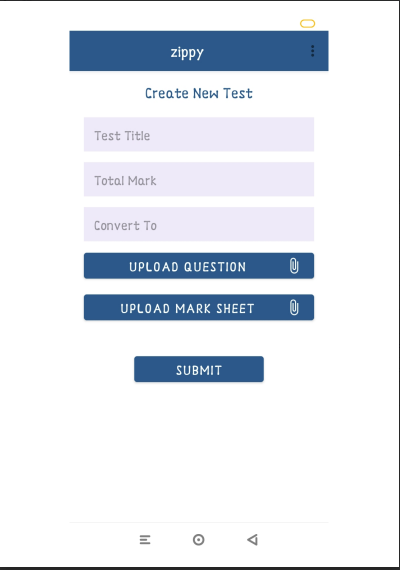 zippy
Create New Test
Test Title
Total Mark
Convert To
UPLOAD QUESTION
UPLOAD MARK SHEET
SUBMIT